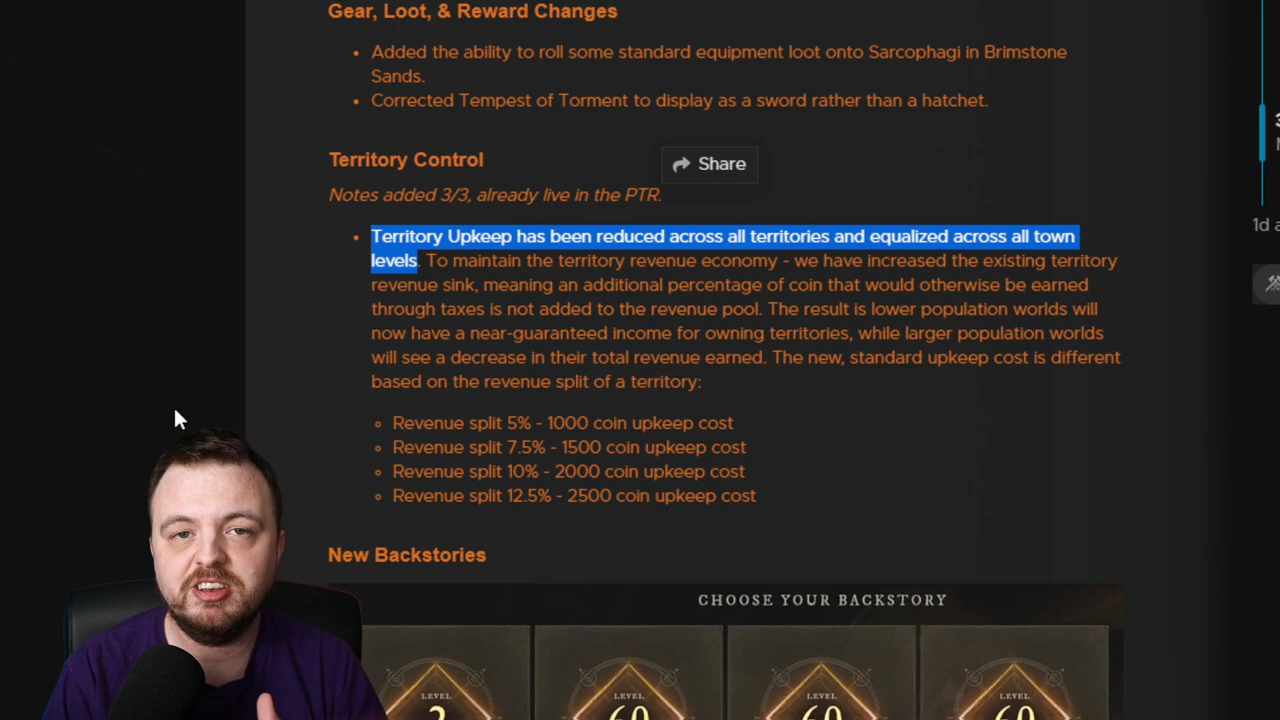 Gear, Loot, & Reward Changes
Added the ability to roll some standard equipment loot onto Sarcophagi in Brimstone
Sands.
Corrected Tempest of Torment to display as a sword rather than a hatchet.
Territory Control
Share
Notes added 3/3, already live in the PTR.
Territory Upkeep has been reduced across all territories and equalized across all town
levels. To maintain the territory revenue economy - we have increased the existing territory
revenue sink, meaning an additional percentage of coin that would otherwise be earned
through taxes is not added to the revenue pool. The result is lower population worlds will
now have a near-guaranteed income for owning territories, while larger population worlds
will see a decrease in their total revenue earned. The new, standard upkeep cost is different
based on the revenue split of a territory:
Revenue split 5% - 1000 coin upkeep cost
Revenue split 7.5% - 1500 coin upkeep cost
Revenue split 10% - 2000 coin upkeep cost
Revenue split 12.5% - 2500 coin upkeep cost
New Backstories
CHOOSE YOUR BACKSTORY
LEVEL LEVEL LEVEL LEVEL
60 60 60
1d